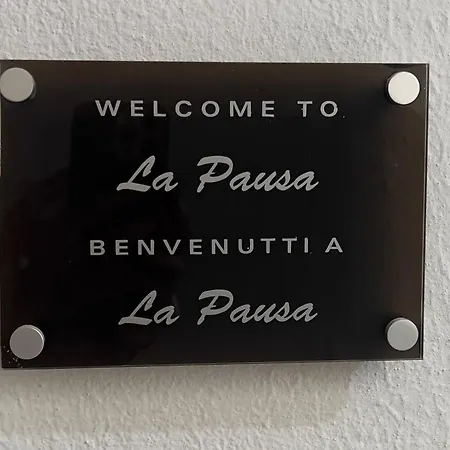 WELCOME TO
La Pausa
BENVENUTTI A
La Pausa